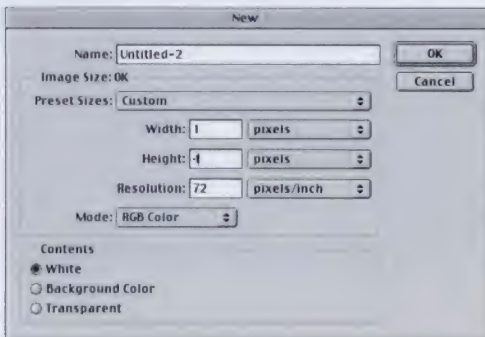 New
Name: Untitled-2
OK
Image Size: OK
Cancel
Preset Sizes: Custom
Width: 1 pixels
Height: pixels
Resolution: 72 pixels/inch
Mode: RGB Color
Contents
White
Background Color
Transparent